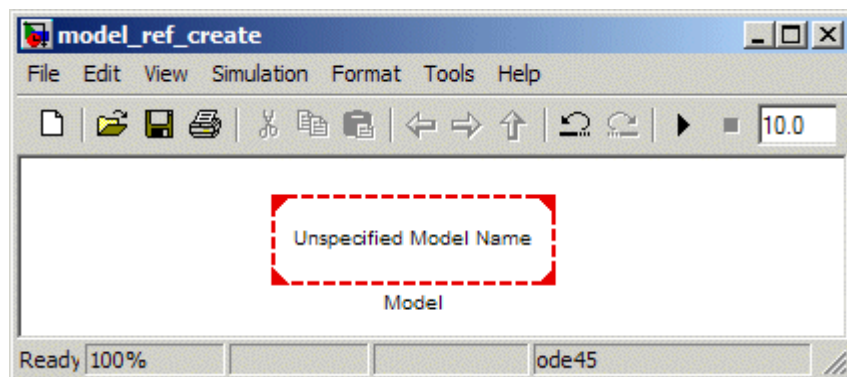 model_ref_create
File Edit View Simulation Format Tools Help
10.0
Unspecified Model Name
Model
Ready 100% ode45